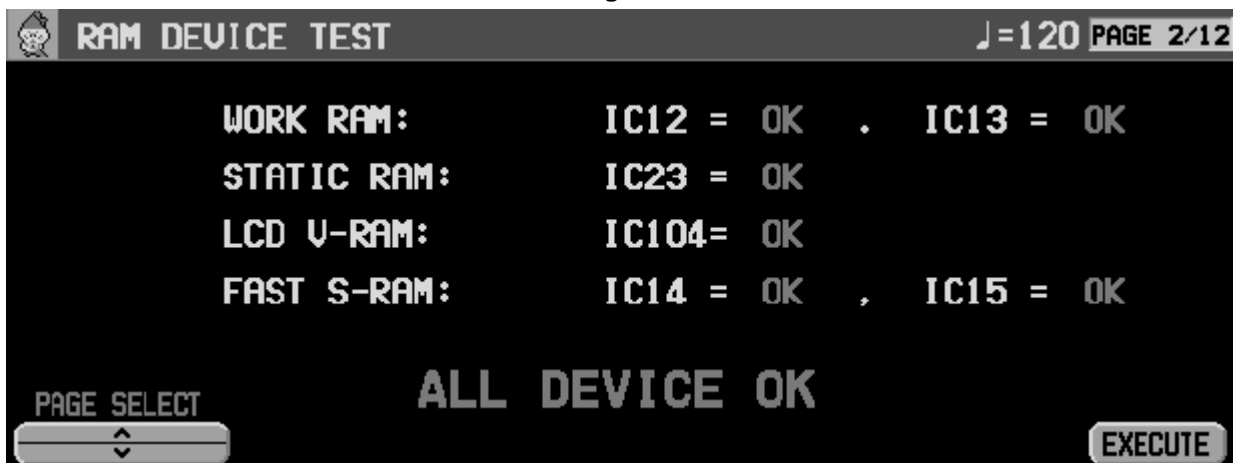 RAM DEVICE TEST ♩=120 PAGE 2/12
WORK RAM: IC12 = OK . IC13 = OK
STATIC RAM: IC23 = OK
LCD V-RAM: IC104= OK
FAST S-RAM: IC14 = OK , IC15 = OK
ALL DEVICE OK
PAGE SELECT
EXECUTE